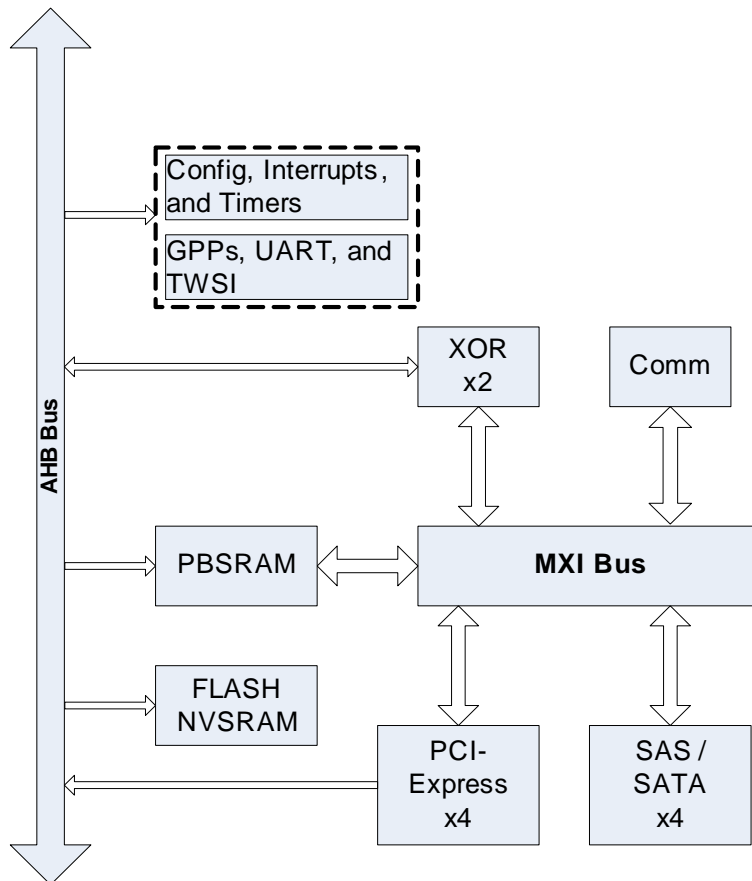 Config, Interrupts,
and Timers
GPPs, UART, and
TWSI
XOR
x2
Comm
AHB Bus
PBSRAM
MXI Bus
FLASH
NVSRAM
PCI-
Express
x4
SAS /
SATA
x4